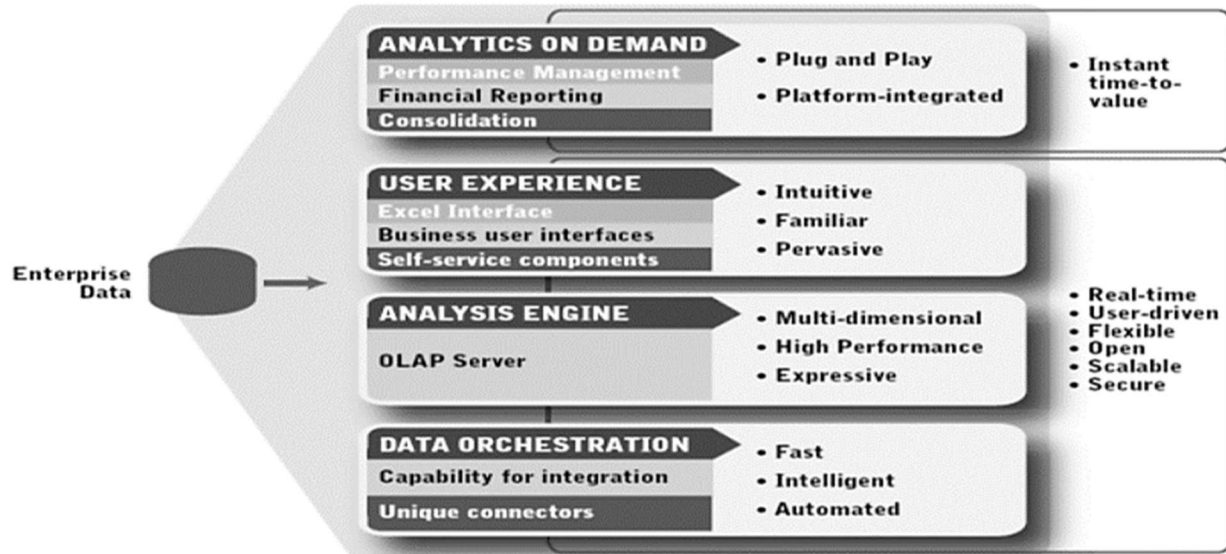 Enterprise
Data
ANALYTICS ON DEMAND
Performance Management
Financial Reporting
Consolidation
• Plug and Play
• Platform-integrated
• Instant
time-to-
value
USER EXPERIENCE
Excel Interface
Business user interfaces
Self-service components
• Intuitive
• Familiar
• Pervasive
ANALYSIS ENGINE
OLAP Server
• Multi-dimensional
• High Performance
• Expressive
DATA ORCHESTRATION
Capability for integration
Unique connectors
• Fast
• Intelligent
• Automated
• Real-time
• User-driven
• Flexible
• Open
• Scalable
• Secure